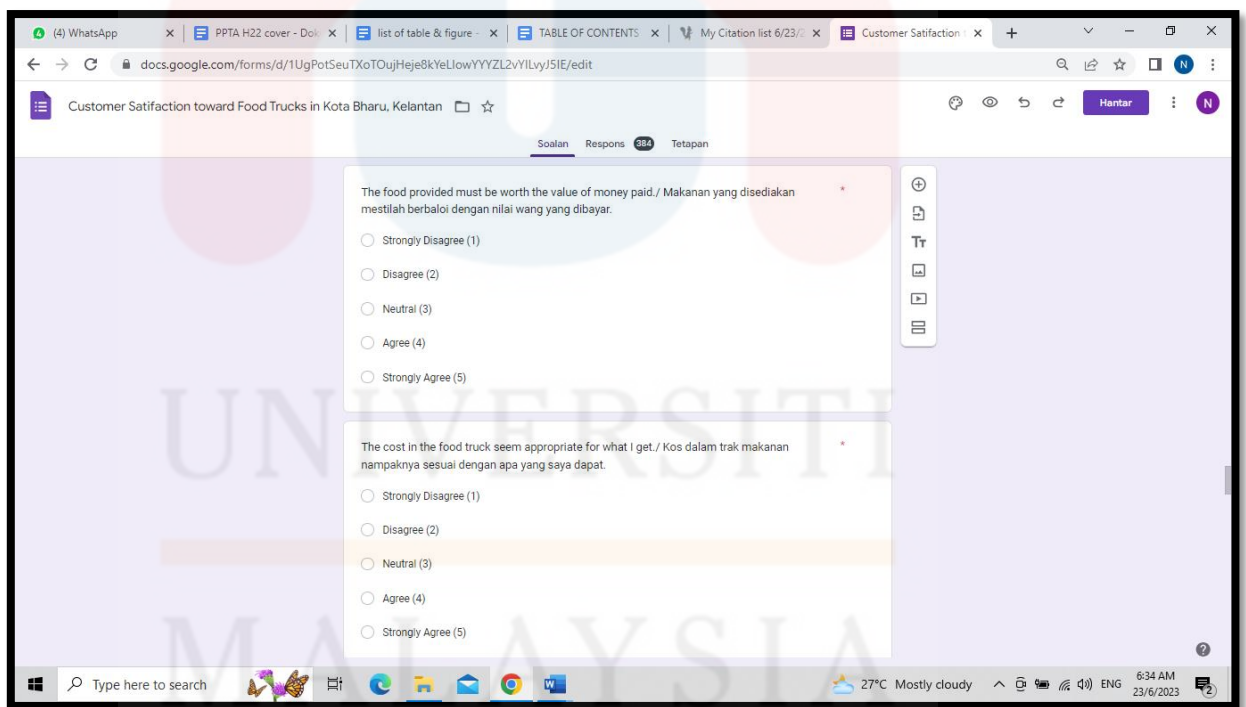 (4) WhatsApp
PPTA H22 cover - Dok
list of table & figure -
TABLE OF CONTENTS
My Citation list 6/23/2
Customer Satifaction
docs.google.com/forms/d/1UgPotSeuTXoTOujHeje8kYeLIowYYYZL2vYILvyJ5IE/edit
N
Customer Satifaction toward Food Trucks in Kota Bharu, Kelantan
Hantar
N
Soalan Respons 384 Tetapan
The food provided must be worth the value of money paid./ Makanan yang disediakan *
mestilah berbaloi dengan nilai wang yang dibayar.
Strongly Disagree (1)
Disagree (2)
Neutral (3)
Agree (4)
Strongly Agree (5)
Tт
UNIVERSITI
The cost in the food truck seem appropriate for what I get./ Kos dalam trak makanan *
nampaknya sesuai dengan apa yang saya dapat.
Strongly Disagree (1)
Disagree (2)
Neutral (3)
Agree (4)
Strongly Agree (5)
MALAYSIA
Type here to search
27°C Mostly cloudy
ENG
6:34 AM
23/6/2023
2